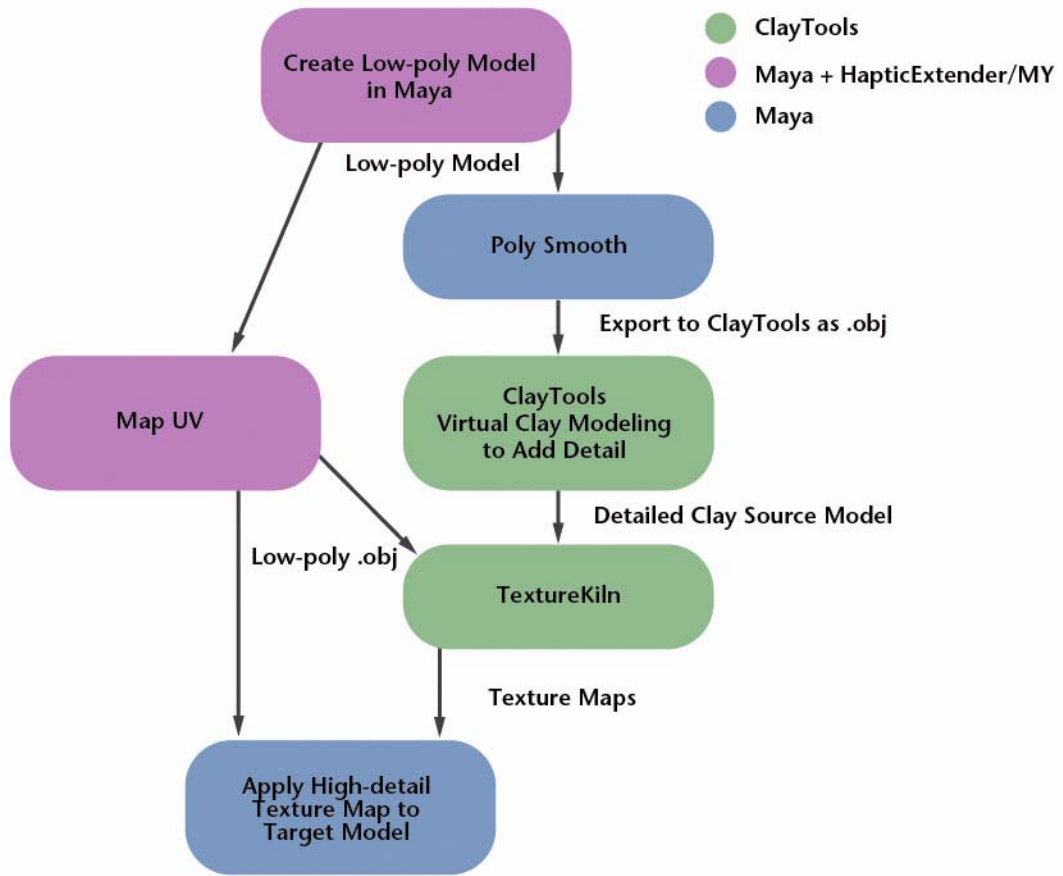 Create Low-poly Model
in Maya
ClayTools
Maya + HapticExtender/MY
Maya
Low-poly Model
Poly Smooth
Export to ClayTools as .obj
Map UV
ClayTools
Virtual Clay Modeling
to Add Detail
Detailed Clay Source Model
Low-poly .obj
TextureKiln
Texture Maps
Apply High-detail
Texture Map to
Target Model